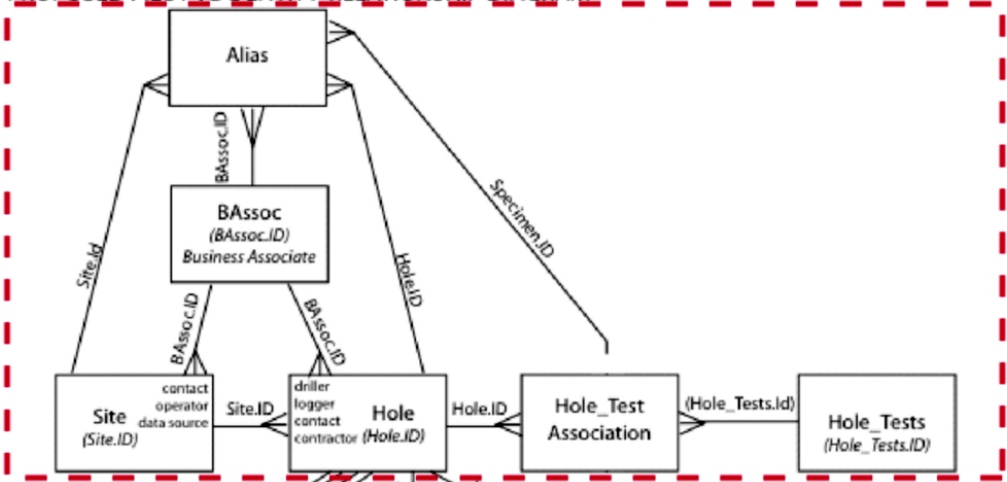 Alias
BAssoc.ID
Specimen.ID
Site.Id
Hole.ID
BAssoc
(BAssoc.ID)
Business Associate
BAssoc.ID
BAssoc.ID
contact
operator
data source
Site
(Site.ID)
Site.ID
driller
logger
contact
contractor
Hole
(Hole.ID)
Hole.ID
Hole_Test
Association
(Hole_Tests.Id)
Hole_Tests
(Hole_Tests.ID)